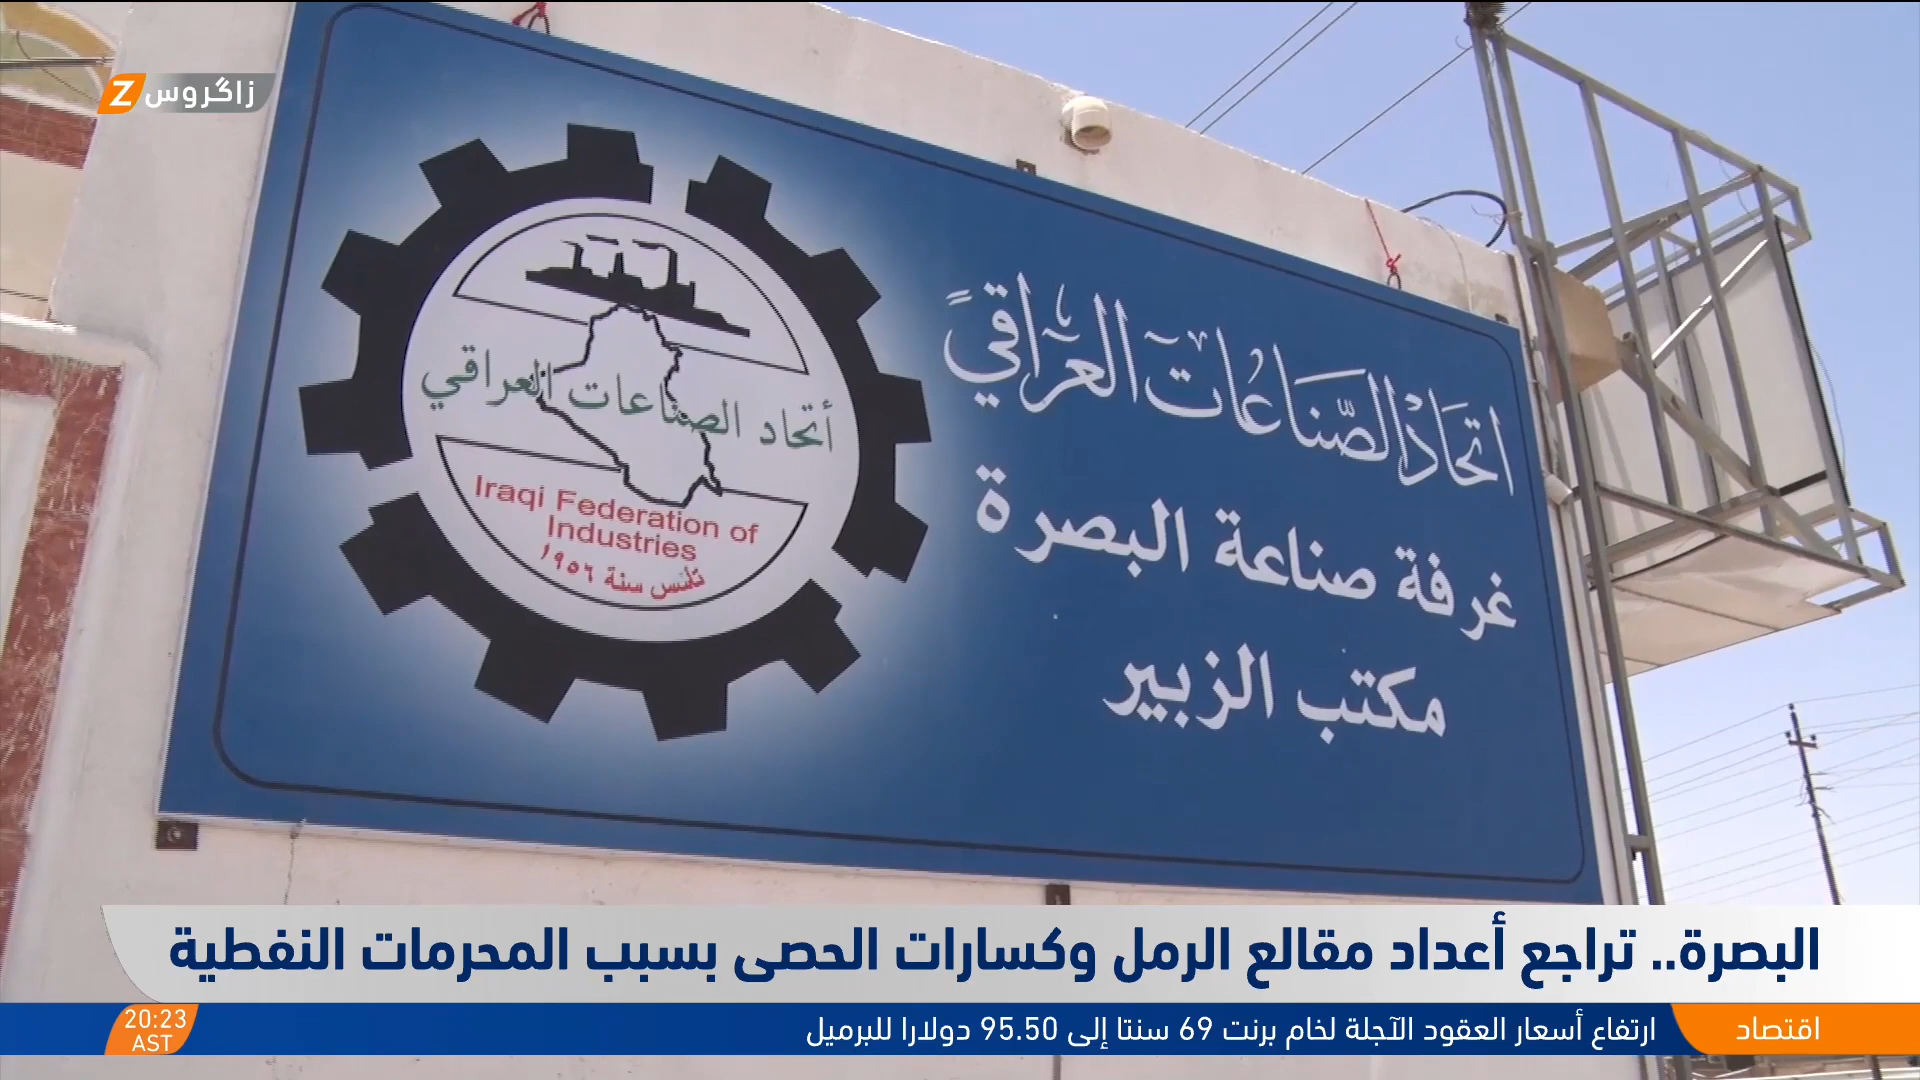 زاگروس Z
اتحاد الصناعات العراقي
غرفة صناعة البصرة
مكتب الزبير
أتحاد الصناعات العراقي
Iraqi Federation of
Industries
تأسس سنة ١٩٥٦
البصرة.. تراجع أعداد مقالع الرمل وكسارات الحصى بسبب المحرمات النفطية
اقتصاد
ارتفاع أسعار العقود الآجلة لخام برنت 69 سنتا إلى 95.50 دولارا للبرميل
20:23
AST